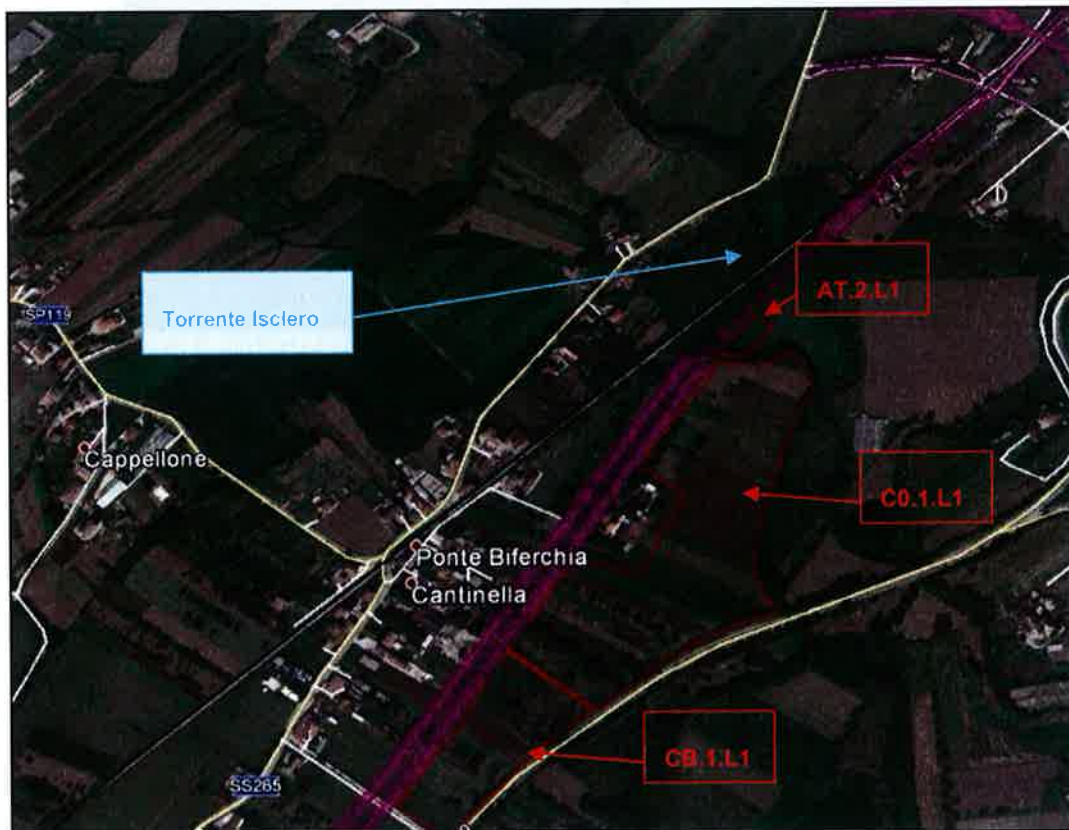 Torrente Isclero
AT.2.L1
SP119
Cappellone
C0.1.L1
Ponte Biferchia
Cantinella
CB.1.L1
SS265